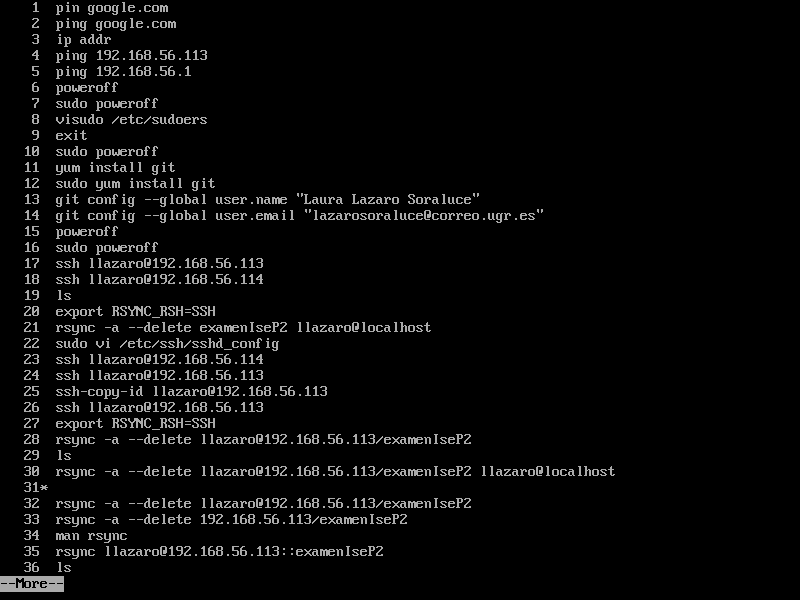 1 pin google.com
2 ping google.com
3 ip addr
4 ping 192.168.56.113
5 ping 192.168.56.1
6 poweroff
7 sudo poweroff
8 visudo /etc/sudoers
9 exit
10 sudo poweroff
11 yum install git
12 sudo yum install git
13 git config --global user.name "Laura Lazaro Soraluce"
14 git config --global user.email "lazarosoraluce@correo.ugr.es"
15 poweroff
16 sudo poweroff
17 ssh llazaro@192.168.56.113
18 ssh llazaro@192.168.56.114
19 ls
20 export RSYNC_RSH=SSH
21 rsync -a --delete examenIseP2 llazaro@localhost
22 sudo vi /etc/ssh/sshd_config
23 ssh llazaro@192.168.56.114
24 ssh llazaro@192.168.56.113
25 ssh-copy-id llazaro@192.168.56.113
26 ssh llazaro@192.168.56.113
27 export RSYNC_RSH=SSH
28 rsync -a --delete llazaro@192.168.56.113/examenIseP2
29 ls
30 rsync -a --delete llazaro@192.168.56.113/examenIseP2 llazaro@localhost
31*
32 rsync -a --delete llazaro@192.168.56.113/examenIseP2
33 rsync -a --delete 192.168.56.113/examenIseP2
34 man rsync
35 rsync llazaro@192.168.56.113::examenIseP2
36 ls
--More--